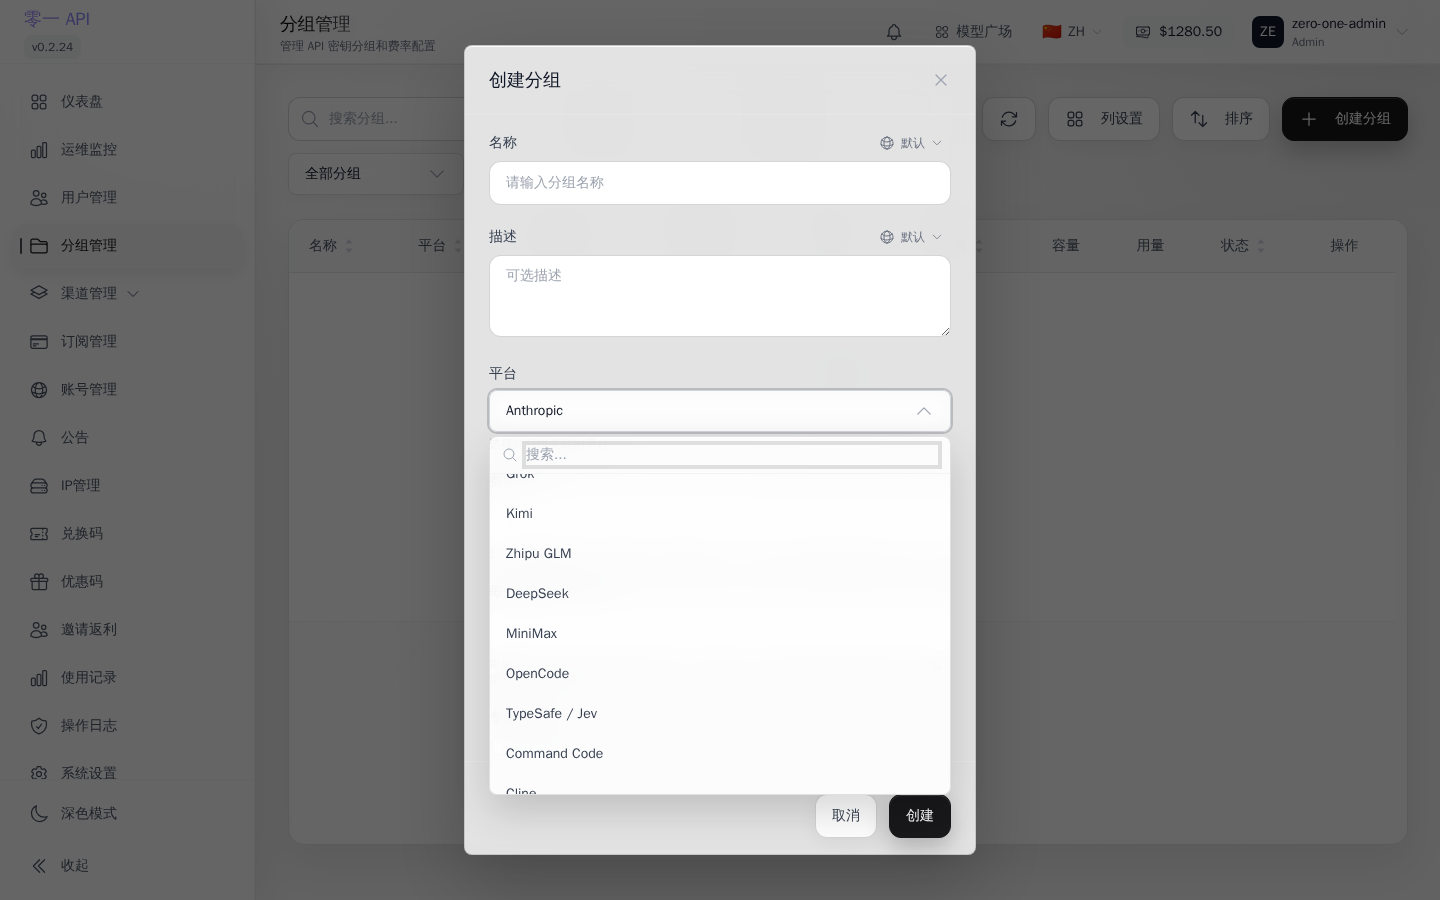 零一 API
v0.2.24
仪表盘
运维监控
用户管理
分组管理
渠道管理
订阅管理
账号管理
公告
IP管理
兑换码
优惠码
邀请返利
使用记录
操作日志
系统设置
深色模式
收起
分组管理
管理 API 密钥分组和费率配置
模型广场
🇨🇳 ZH
$1280.50
ZE
zero-one-admin
Admin
搜索分组...
列设置
排序
创建分组
全部分组
名称
平台
容量
用量
状态
操作
创建分组
名称
默认
请输入分组名称
描述
默认
可选描述
平台
Anthropic
搜索...
Grok
Kimi
Zhipu GLM
DeepSeek
MiniMax
OpenCode
TypeSafe / Jev
Command Code
Cline
取消
创建